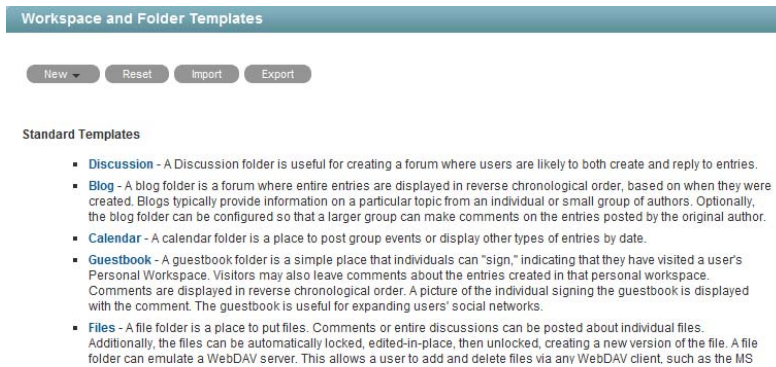 Workspace and Folder Templates
New Reset Import Export
Standard Templates
Discussion - A Discussion folder is useful for creating a forum where users are likely to both create and reply to entries.
Blog - A blog folder is a forum where entire entries are displayed in reverse chronological order, based on when they were
created. Blogs typically provide information on a particular topic from an individual or small group of authors. Optionally,
the blog folder can be configured so that a larger group can make comments on the entries posted by the original author.
Calendar - A calendar folder is a place to post group events or display other types of entries by date.
Guestbook - A guestbook folder is a simple place that individuals can "sign," indicating that they have visited a user's
Personal Workspace. Visitors may also leave comments about the entries created in that personal workspace.
Comments are displayed in reverse chronological order. A picture of the individual signing the guestbook is displayed
with the comment. The guestbook is useful for expanding users' social networks.
Files - A file folder is a place to put files. Comments or entire discussions can be posted about individual files.
Additionally, the files can be automatically locked, edited-in-place, then unlocked, creating a new version of the file. A file
folder can emulate a WebDAV server. This allows a user to add and delete files via any WebDAV client, such as the MS